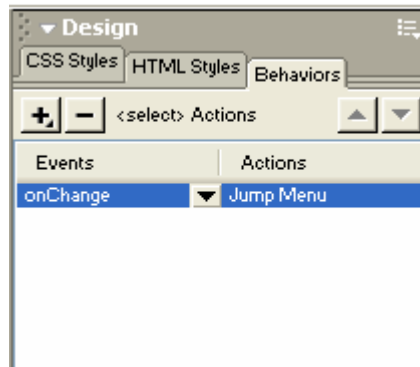 Design
CSS Styles HTML Styles Behaviors
<select> Actions
Events Actions
onChange Jump Menu